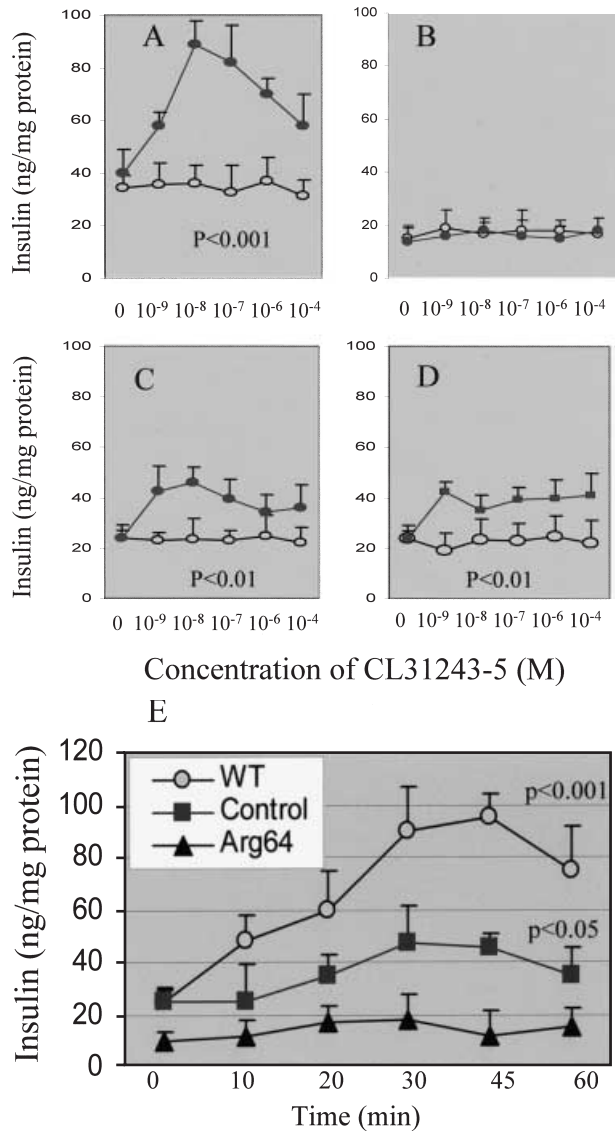 A
B
Insulin (ng/mg protein)
100
80
60
40
20
0
P<0.001
0 10-9 10-8 10-7 10-6 10-4
100
80
60
40
20
0
0 10-9 10-8 10-7 10-6 10-4
C
D
Insulin (ng/mg protein)
100
80
60
40
20
0
P<0.01
0 10-9 10-8 10-7 10-6 10-4
100
80
60
40
20
0
P<0.01
0 10-9 10-8 10-7 10-6 10-4
Concentration of CL31243-5 (M)
E
Insulin (ng/mg protein)
120
100
80
60
40
20
0
WT
Control
Arg64
p<0.001
p<0.05
0 10 20 30 45 60
Time (min)